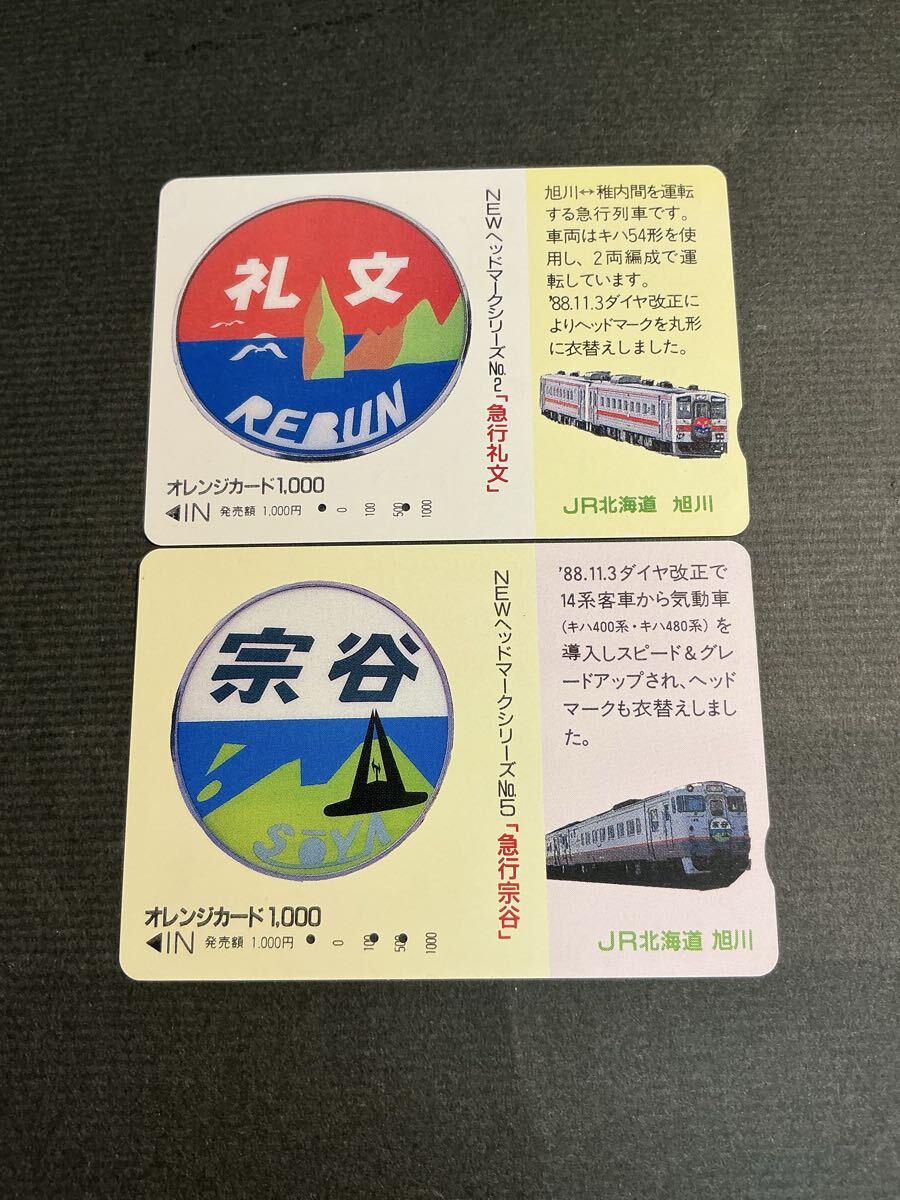 礼文
REBUN
NEWヘッドマークシリーズNo.2「急行礼文」
オレンジカード1,000
◀IN 発売額 1,000円 0 100 500 1000
旭川↔稚内間を運転
する急行列車です。
車両はキハ54形を使
用し、2両編成で運
転しています。
'88.11.3ダイヤ改正に
よりヘッドマークを丸形
に衣替えしました。
JR北海道 旭川
宗谷
SŌYA
NEWヘッドマークシリーズNo.5「急行宗谷」
オレンジカード1,000
◀IN 発売額 1,000円 0 100 500 1000
'88.11.3ダイヤ改正で
14系客車から気動車
(キハ400系・キハ480系)を
導入しスピード&グレ
ードアップされ、ヘッド
マークも衣替えしまし
た。
宗谷
JR北海道 旭川